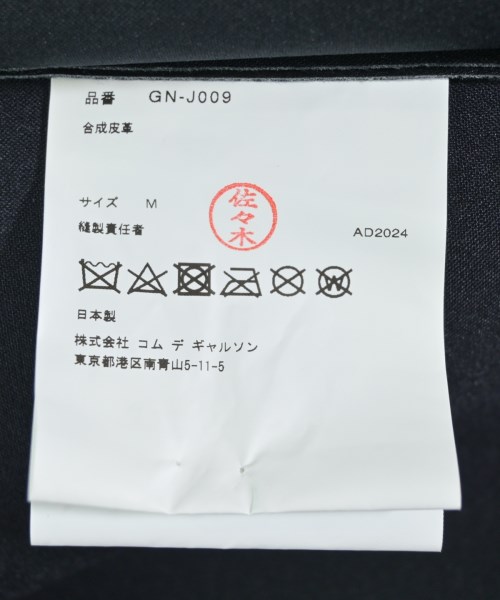 品番 GN-J009
合成皮革
サイズ M
縫製責任者
佐々木
AD2024
W
日本製
株式会社 コム デ ギャルソン
東京都港区南青山5-11-5